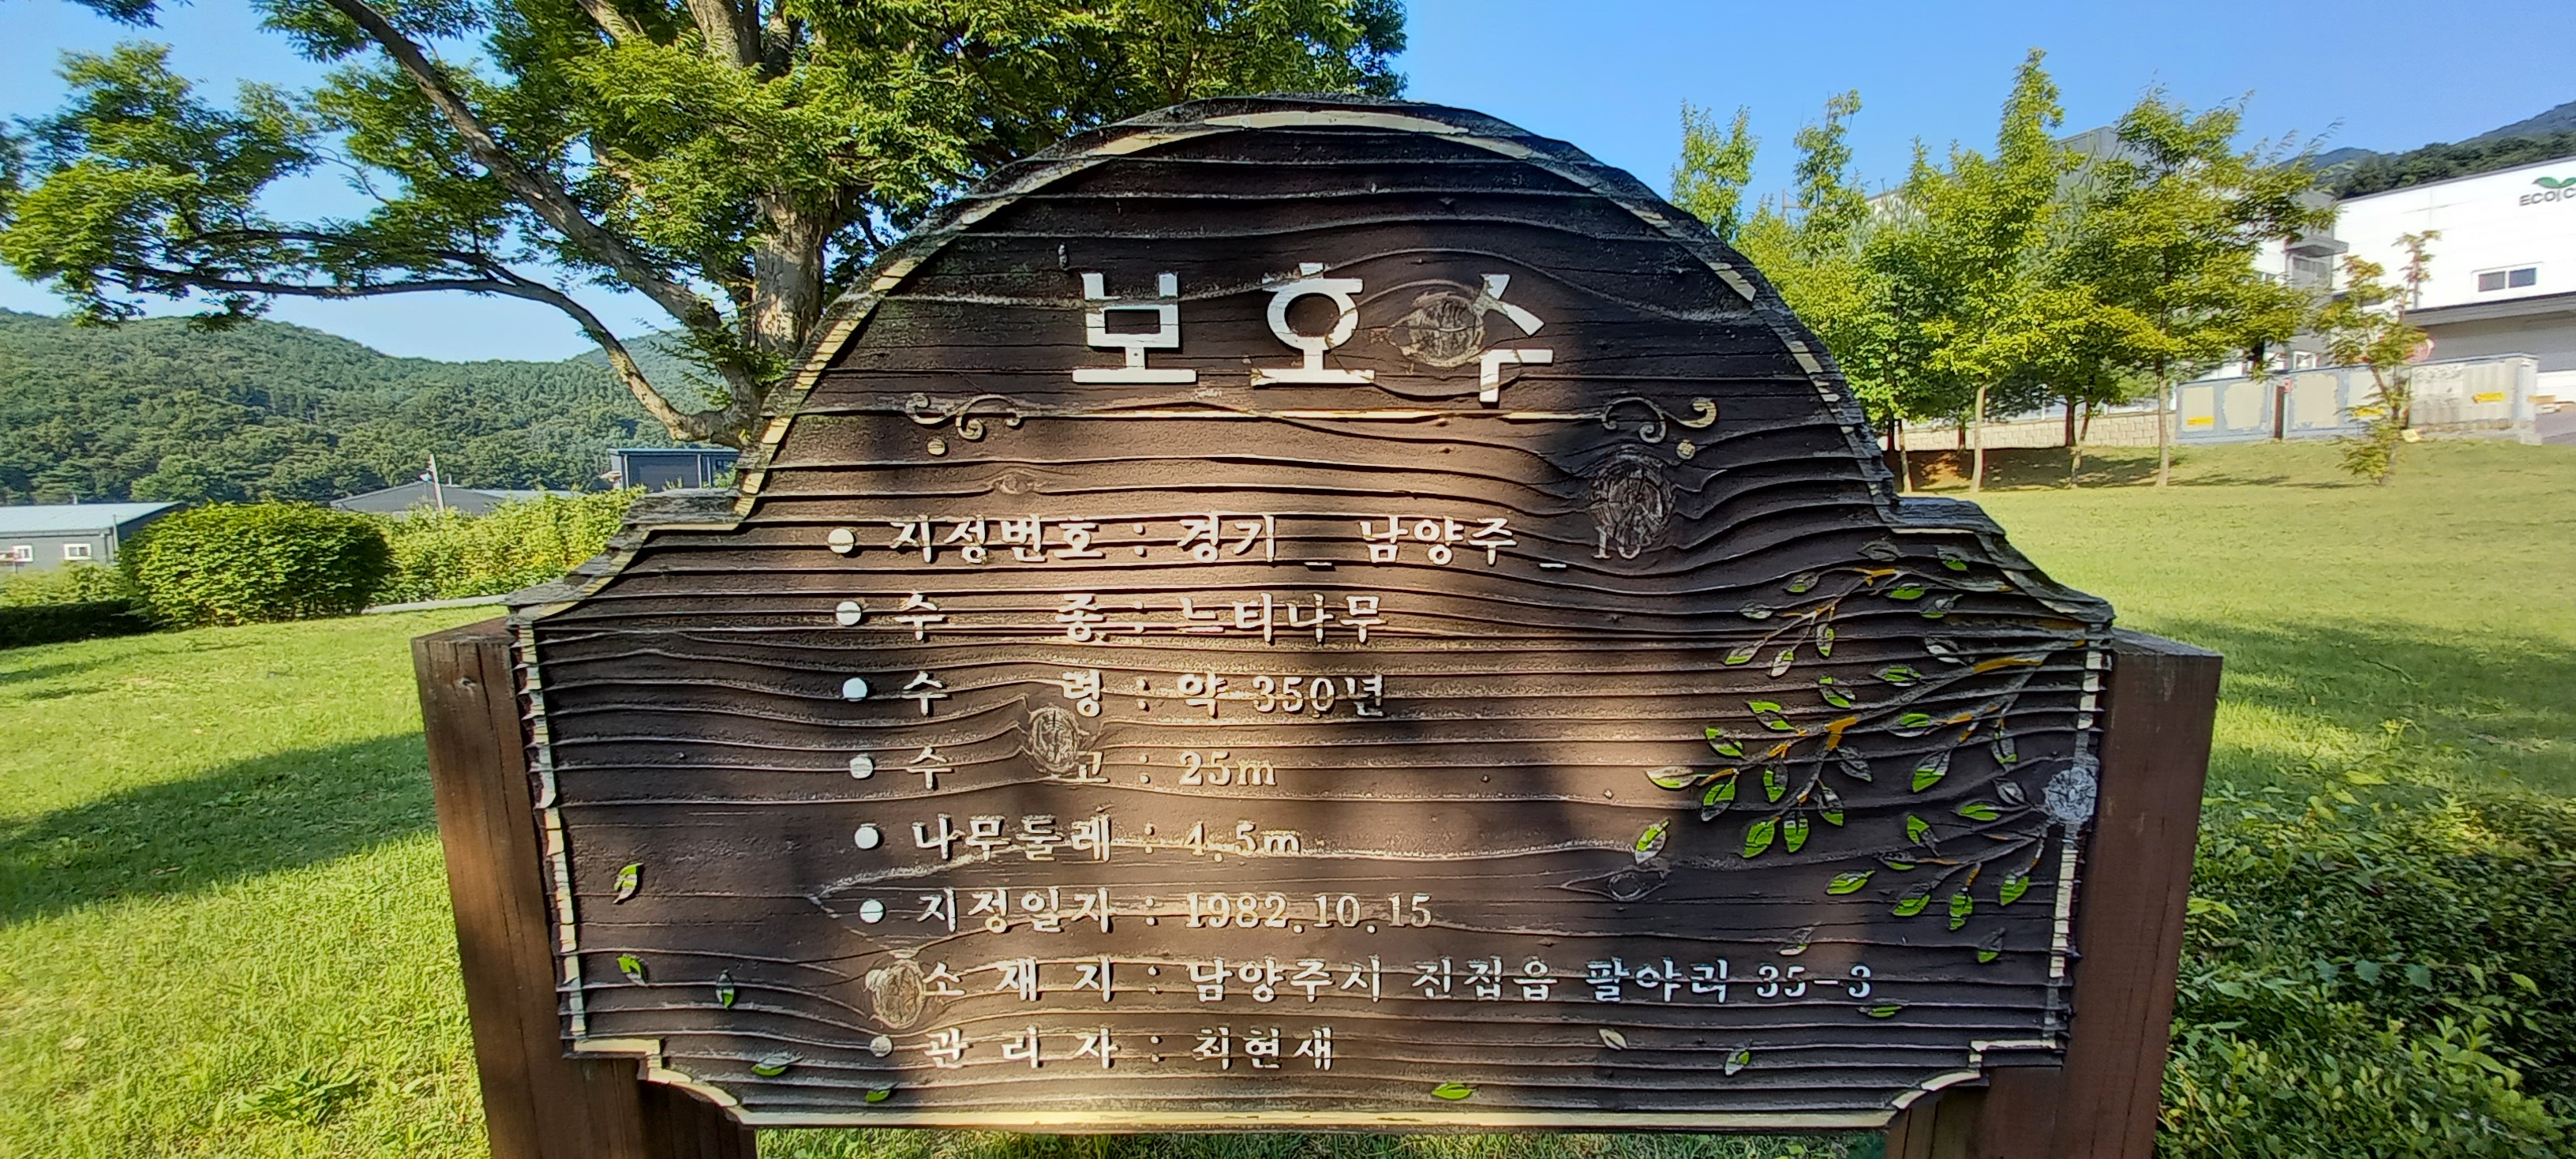 보호수
지정번호 : 경기 _ 남양주 _ 10
수 종 : 느티나무
수 령 : 약 350년
수 고 : 25m
나무둘레 : 4.5m
지정일자 : 1982.10.15
소 재 지 : 남양주시 진접읍 팔야리 35-3
관 리 자 : 최현새